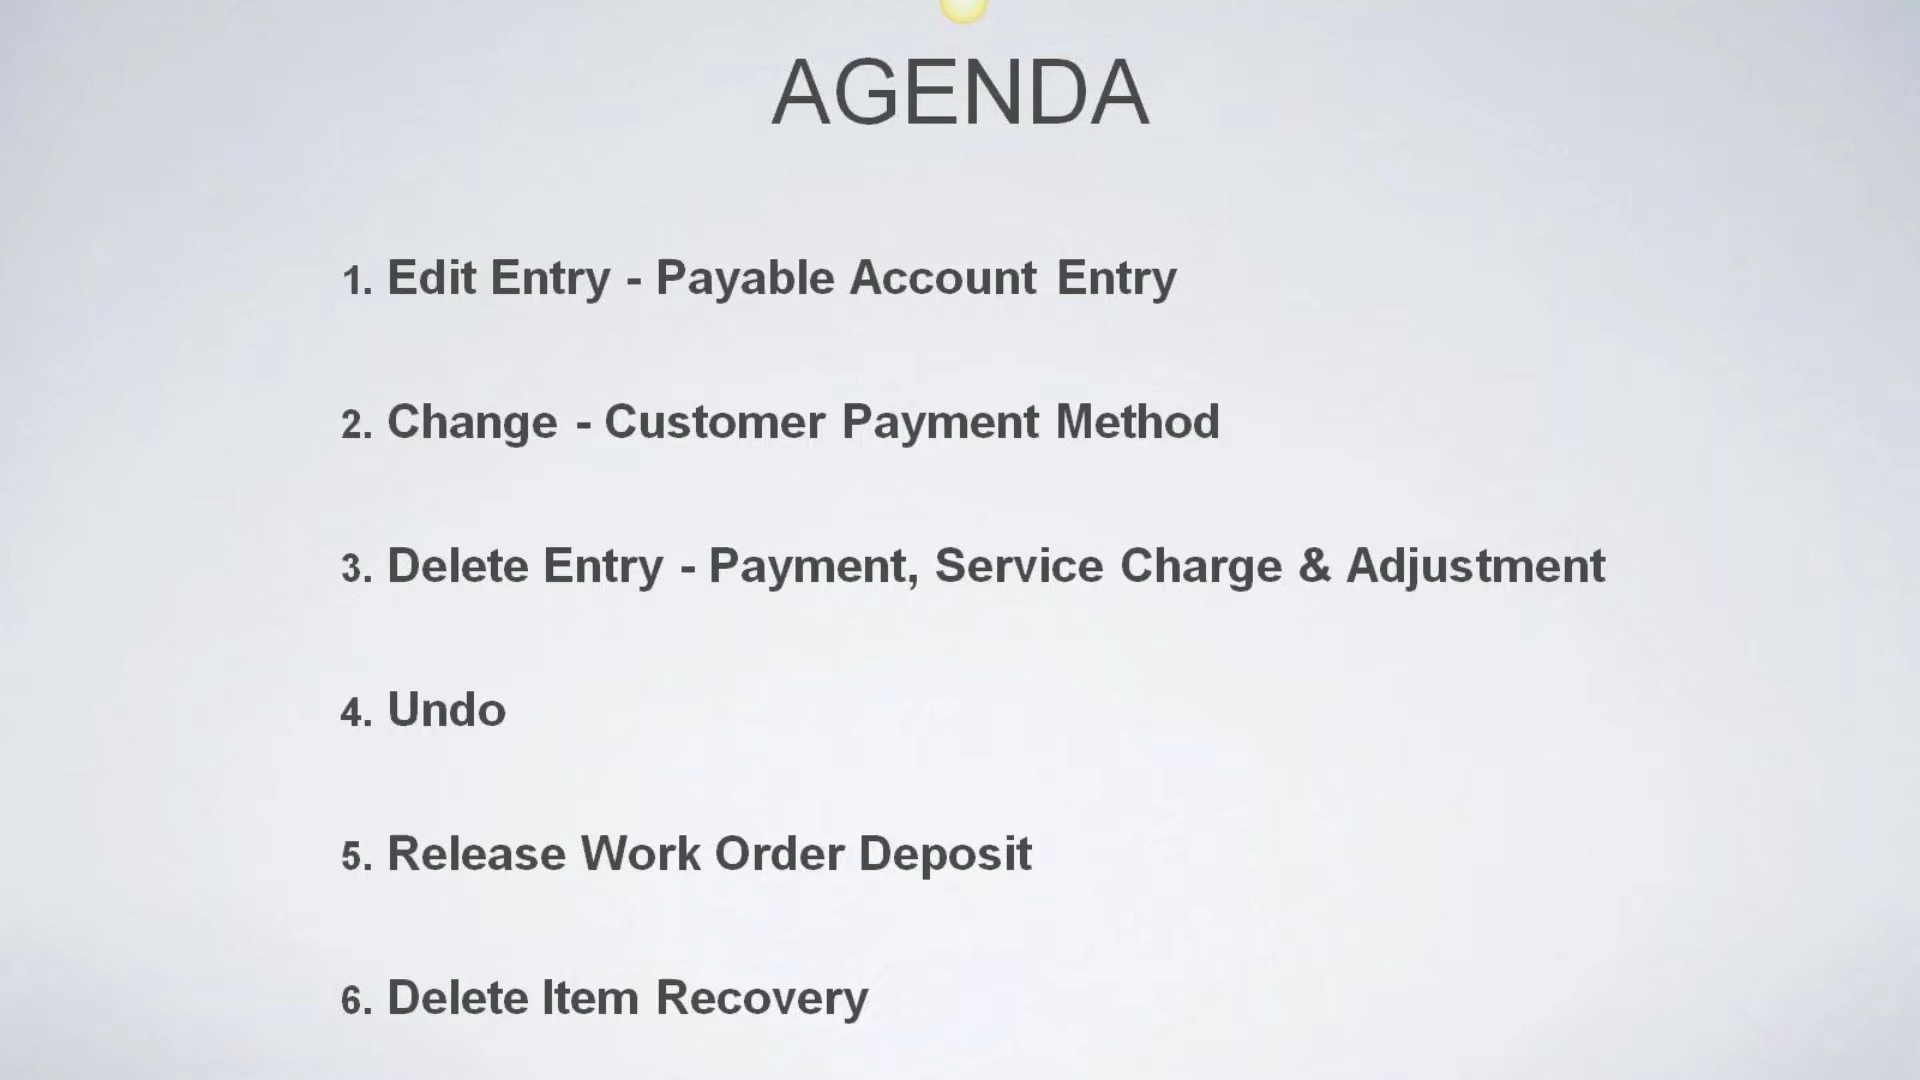 AGENDA
1. Edit Entry - Payable Account Entry
2. Change - Customer Payment Method
3. Delete Entry - Payment, Service Charge & Adjustment
4. Undo
5. Release Work Order Deposit
6. Delete Item Recovery